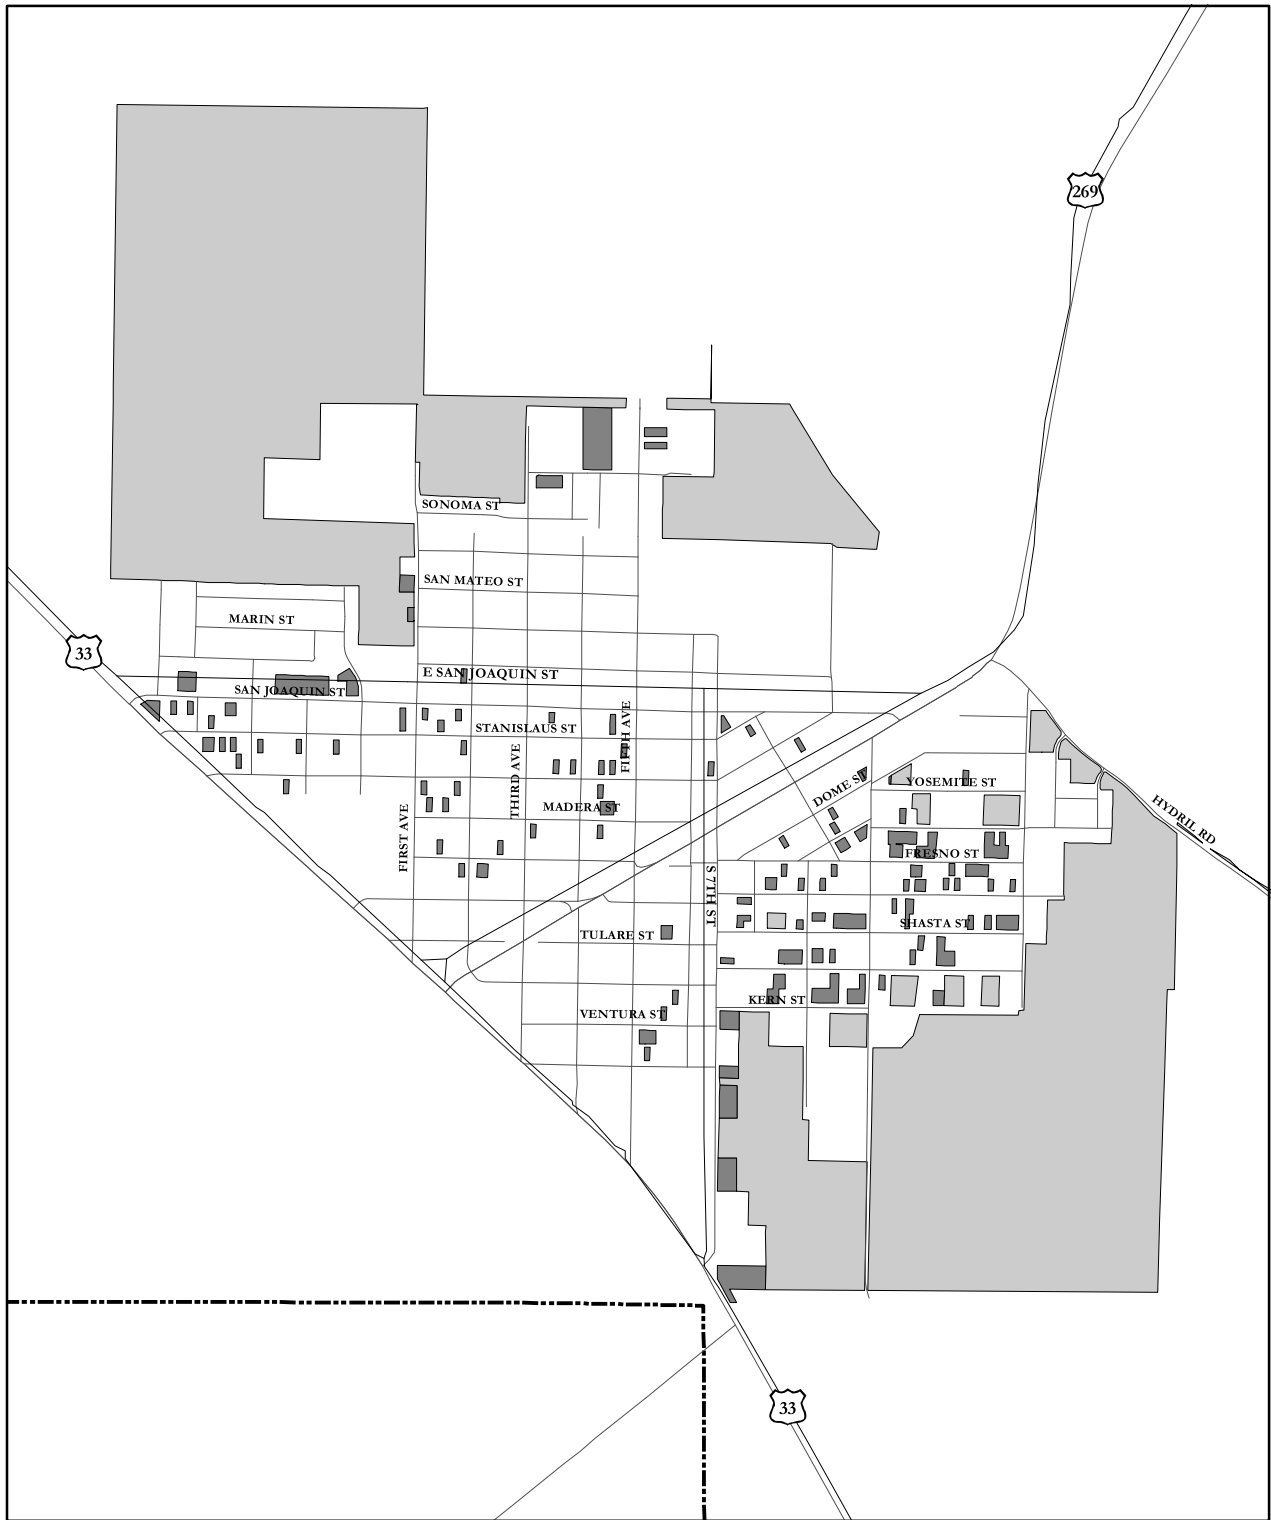 269
SONOMA ST
SAN MATEO ST
MARIN ST
33
E SAN JOAQUIN ST
SAN JOAQUIN ST
STANISLAUS ST
FIFTH AVE
THIRD AVE
DOME ST
YOSEMITE ST
HYDRIL RD
MADERA ST
FIRST AVE
FRESNO ST
S 7TH ST
SHASTA ST
TULARE ST
KERN ST
VENTURA ST
33